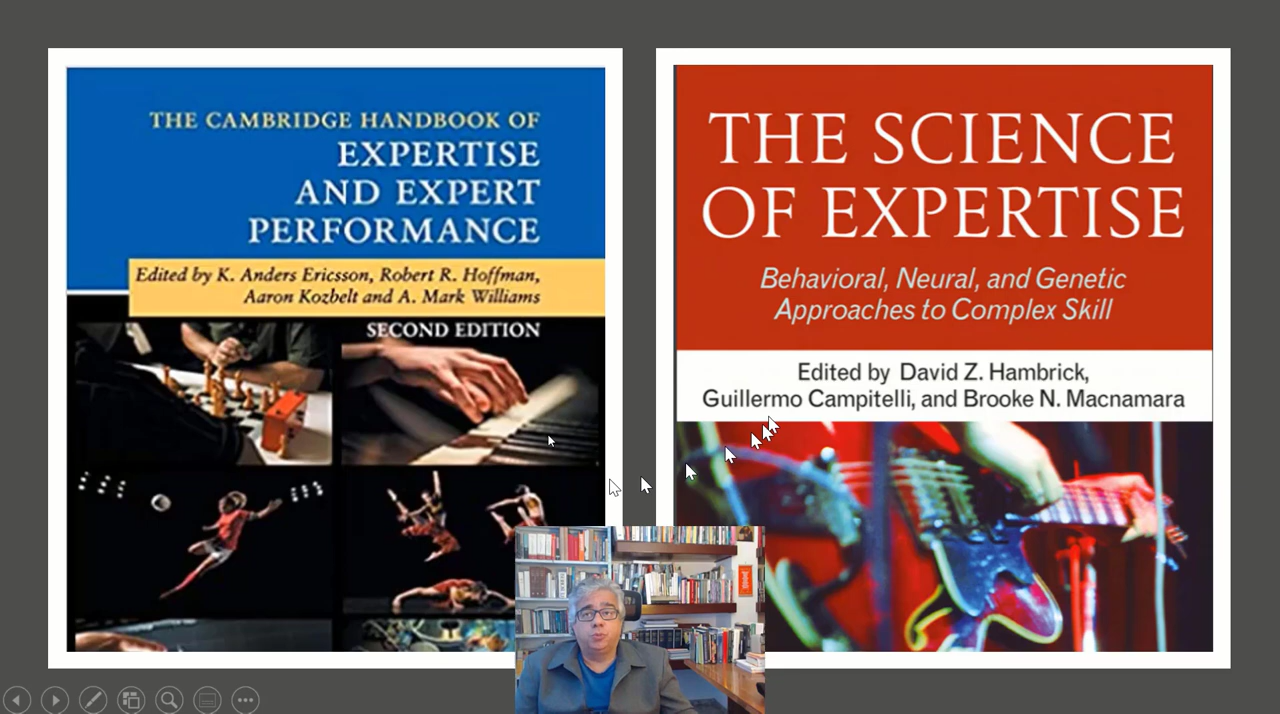 THE CAMBRIDGE HANDBOOK OF
EXPERTISE
AND EXPERT
PERFORMANCE
Edited by K. Anders Ericsson, Robert R. Hoffman,
Aaron Kozbelt and A. Mark Williams
SECOND EDITION
THE SCIENCE
OF EXPERTISE
Behavioral, Neural, and Genetic
Approaches to Complex Skill
Edited by David Z. Hambrick,
Guillermo Campitelli, and Brooke N. Macnamara